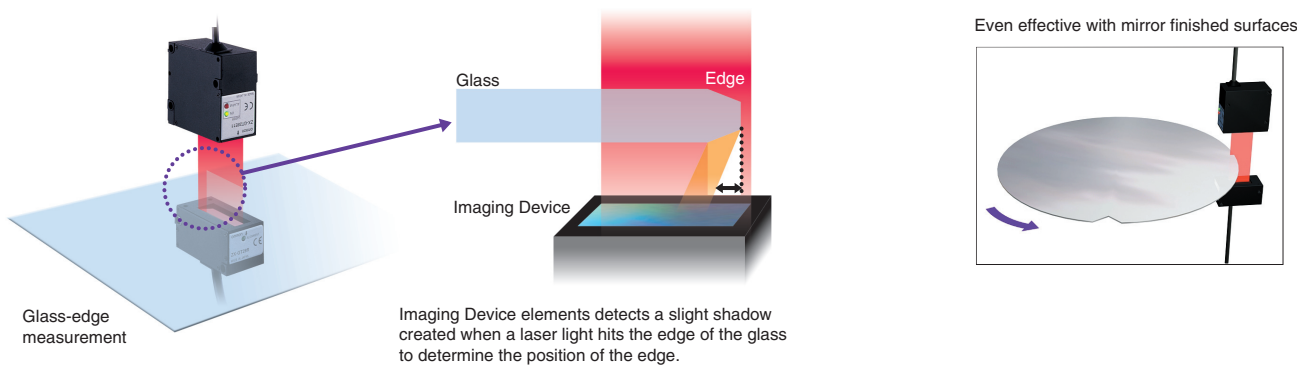 Even effective with mirror finished surfaces
Glass
Edge
Imaging Device
Glass-edge
measurement
Imaging Device elements detects a slight shadow
created when a laser light hits the edge of the glass
to determine the position of the edge.